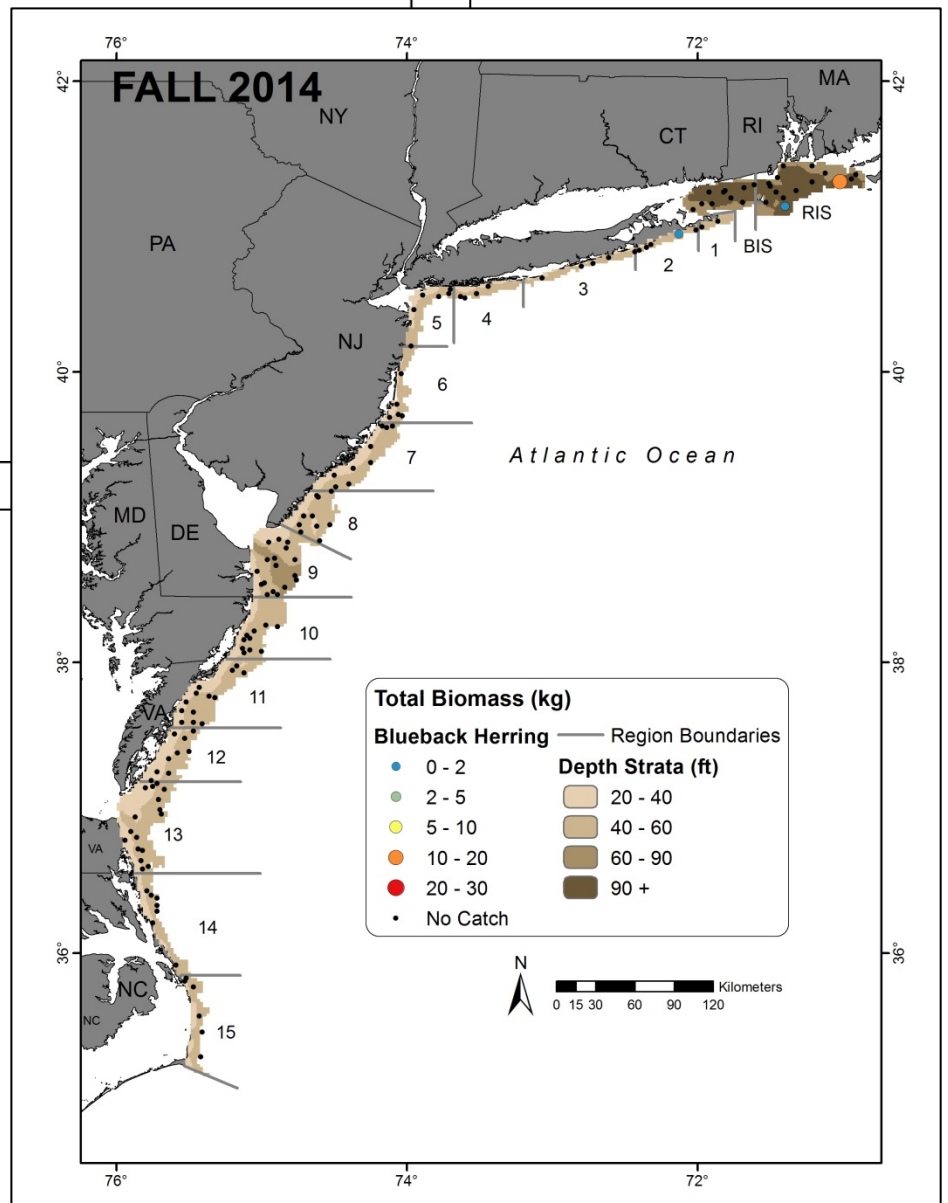 76°
74°
72°
FALL 2014
42°
42°
NY
MA
CT
RI
PA
RIS
BIS
1
2
3
4
5
NJ
40°
40°
6
Atlantic Ocean
7
MD
DE
8
9
10
38°
38°
11
VA
12
13
VA
14
36°
36°
NC
NC
15
Total Biomass (kg)
Blueback Herring
Region Boundaries
0 - 2
Depth Strata (ft)
2 - 5
20 - 40
5 - 10
40 - 60
10 - 20
60 - 90
20 - 30
90 +
No Catch
N
Kilometers
0 15 30 60 90 120
76°
74°
72°